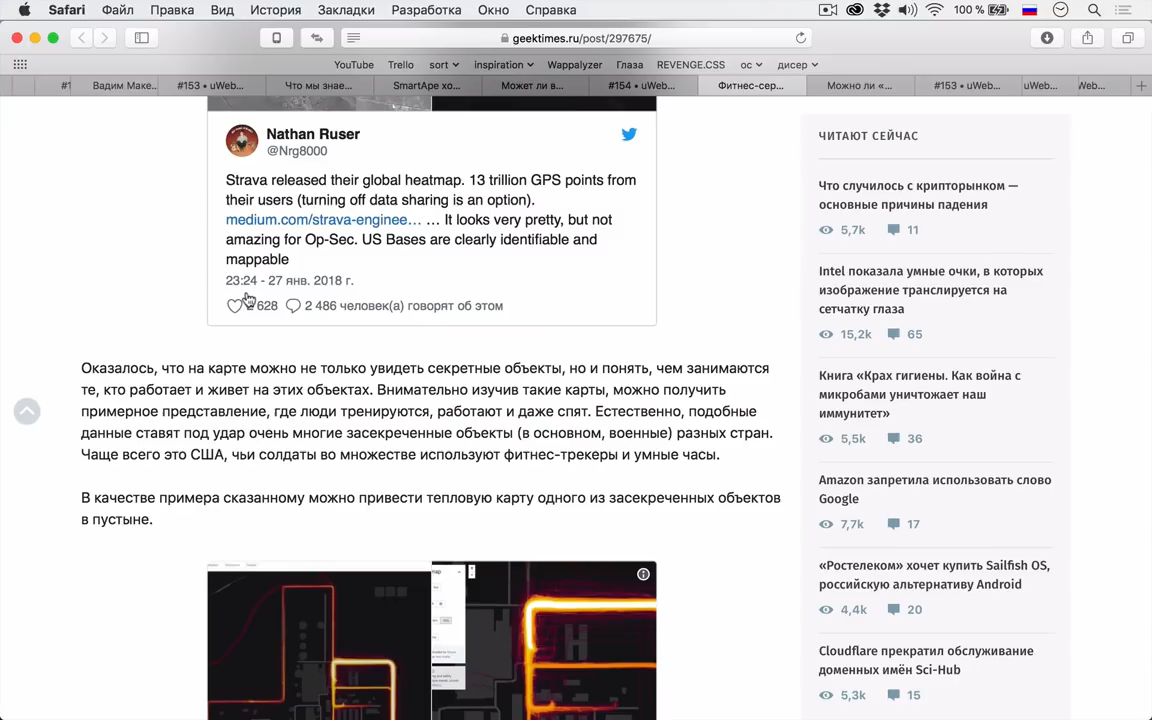 Safari Файл Правка Вид История Закладки Разработка Окно Справка 100 %
geektimes.ru/post/297675/
YouTube Trello sort inspiration Wappalyzer Глаза REVENGE.CSS ос дисер
#1 Вадим Маке... #153 • uWeb... Что мы знае... SmartApe хо... Может ли в... #154 • uWeb... Фитнес-сер... Можно ли «... #153 • uWeb... uWeb... Web...
Nathan Ruser
@Nrg8000
Strava released their global heatmap. 13 trillion GPS points from
their users (turning off data sharing is an option).
medium.com/strava-enginee… … It looks very pretty, but not
amazing for Op-Sec. US Bases are clearly identifiable and
mappable
23:24 - 27 янв. 2018 г.
628 2 486 человек(а) говорят об этом
Оказалось, что на карте можно не только увидеть секретные объекты, но и понять, чем занимаются
те, кто работает и живет на этих объектах. Внимательно изучив такие карты, можно получить
примерное представление, где люди тренируются, работают и даже спят. Естественно, подобные
данные ставят под удар очень многие засекреченные объекты (в основном, военные) разных стран.
Чаще всего это США, чьи солдаты во множестве используют фитнес-трекеры и умные часы.
В качестве примера сказанному можно привести тепловую карту одного из засекреченных объектов
в пустыне.
ЧИТАЮТ СЕЙЧАС
Что случилось с крипторынком —
основные причины падения
5,7k 11
Intel показала умные очки, в которых
изображение транслируется на
сетчатку глаза
15,2k 65
Книга «Крах гигиены. Как война с
микробами уничтожает наш
иммунитет»
5,5k 36
Amazon запретила использовать слово
Google
7,7k 17
«Ростелеком» хочет купить Sailfish OS,
российскую альтернативу Android
4,4k 20
Cloudflare прекратил обслуживание
доменных имён Sci-Hub
5,3k 15